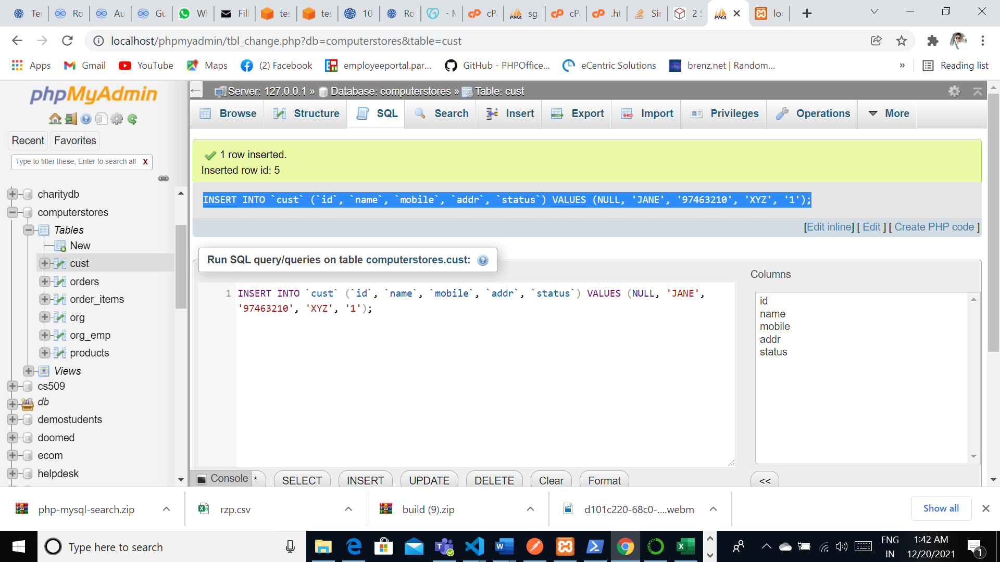 Ter
Ro
Au
Gu
Wl
Fil
tes
tes
10
Ro
- N
cPa
sg
cPa
.ht
Sir
2 S
loc
localhost/phpmyadmin/tbl_change.php?db=computerstores&table=cust
Apps
Gmail
YouTube
Maps
(2) Facebook
employeeportal.par...
GitHub - PHPOffice...
eCentric Solutions
brenz.net | Random...
»
Reading list
phpMyAdmin
Recent
Favorites
Type to filter these, Enter to search all X
charitydb
computerstores
Tables
New
cust
orders
order_items
org
org_emp
products
Views
cs509
db
demostudents
doomed
ecom
helpdesk
Server: 127.0.0.1 » Database: computerstores » Table: cust
Browse
Structure
SQL
Search
Insert
Export
Import
Privileges
Operations
More
1 row inserted.
Inserted row id: 5
INSERT INTO `cust` (`id`, `name`, `mobile`, `addr`, `status`) VALUES (NULL, 'JANE', '97463210', 'XYZ', '1');
[Edit inline] [ Edit ] [ Create PHP code ]
Run SQL query/queries on table computerstores.cust:
1 INSERT INTO `cust` (`id`, `name`, `mobile`, `addr`, `status`) VALUES (NULL, 'JANE',
'97463210', 'XYZ', '1');
Columns
id
name
mobile
addr
status
Console
*
SELECT
INSERT
UPDATE
DELETE
Clear
Format
<<
php-mysql-search.zip
rzp.csv
build (9).zip
d101c220-68c0-....webm
Show all
Type here to search
ENG
IN
1:42 AM
12/20/2021
1